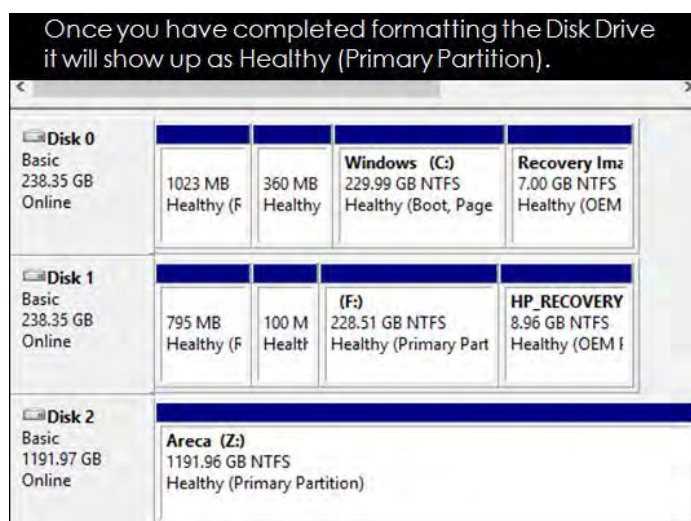 Once you have completed formatting the Disk Drive
it will show up as Healthy (Primary Partition).
Disk 0
Basic
238.35 GB
Online
1023 MB
Healthy (F
360 MB
Healthy
Windows (C:)
229.99 GB NTFS
Healthy (Boot, Page
Recovery Ima
7.00 GB NTFS
Healthy (OEM
Disk 1
Basic
238.35 GB
Online
795 MB
Healthy (F
100 M
Healt
(F:)
228.51 GB NTFS
Healthy (Primary Part
HP_RECOVERY
8.96 GB NTFS
Healthy (OEM
Disk 2
Basic
1191.97 GB
Online
Areca (Z:)
1191.96 GB NTFS
Healthy (Primary Partition)